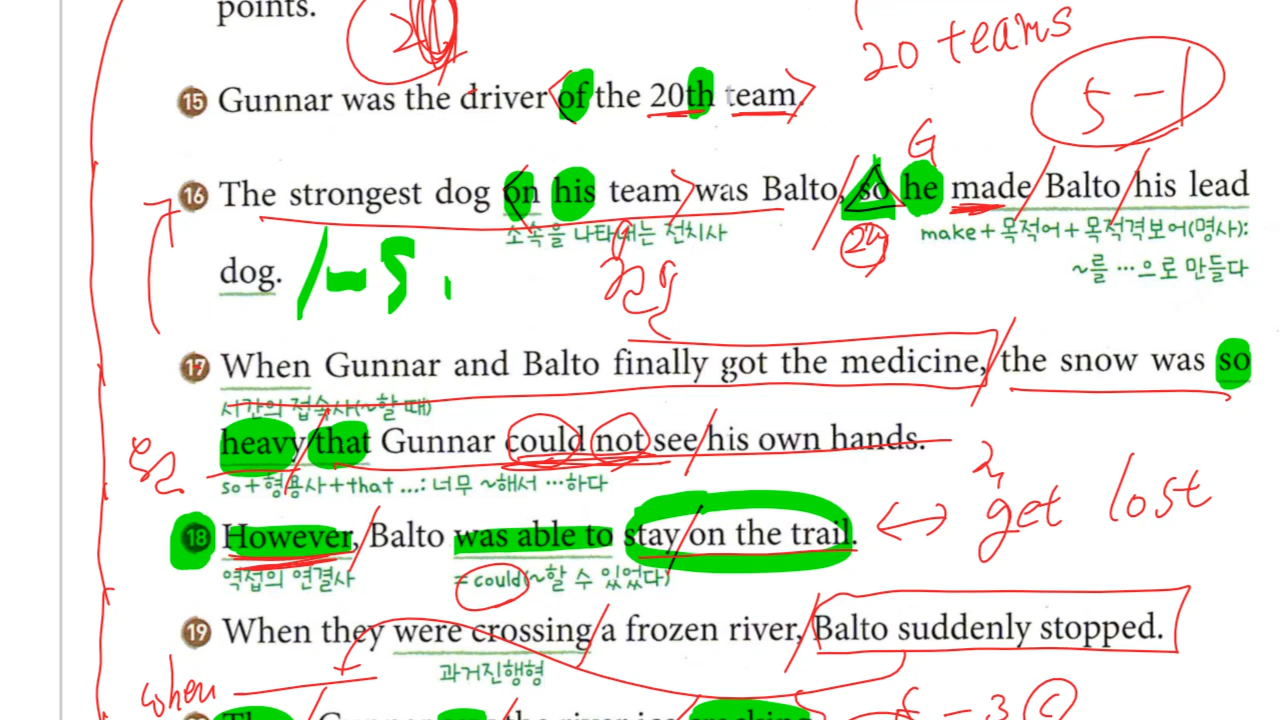 points.
20 teams
⑮ Gunnar was the driver of the 20th team.
5 - 1
G
⑯ The strongest dog on his team was Balto, so he made Balto his lead
소속을 나타내는 전치사 make+목적어+목적격보어(명사):
~를 …으로 만들다
dog.
⑰ When Gunnar and Balto finally got the medicine, the snow was so
시간의 접속사(~할 때)
heavy that Gunnar could not see his own hands.
so+형용사+that …: 너무 ~해서 …하다
get lost
⑱ However, Balto was able to stay on the trail.
역접의 연결사 = could(~할 수 있었다)
⑲ When they were crossing a frozen river, Balto suddenly stopped.
과거진행형
when